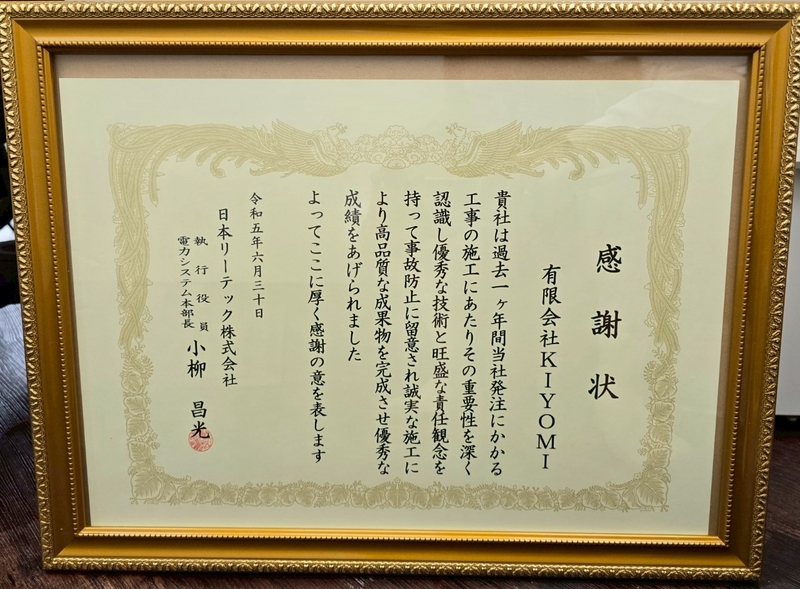 感謝状
有限会社KIYOMI
貴社は過去一ヶ年間当社発注にかかる
工事の施工にあたりその重要性を深く
認識し優秀な技術と旺盛な責任観念を
持って事故防止に留意され誠実な施工に
より高品質な成果物を完成させ優秀な
成績をあげられました
よってここに厚く感謝の意を表します
令和五年六月三十日
日本リーテック株式会社
執行役員
電力システム本部長
小柳昌光